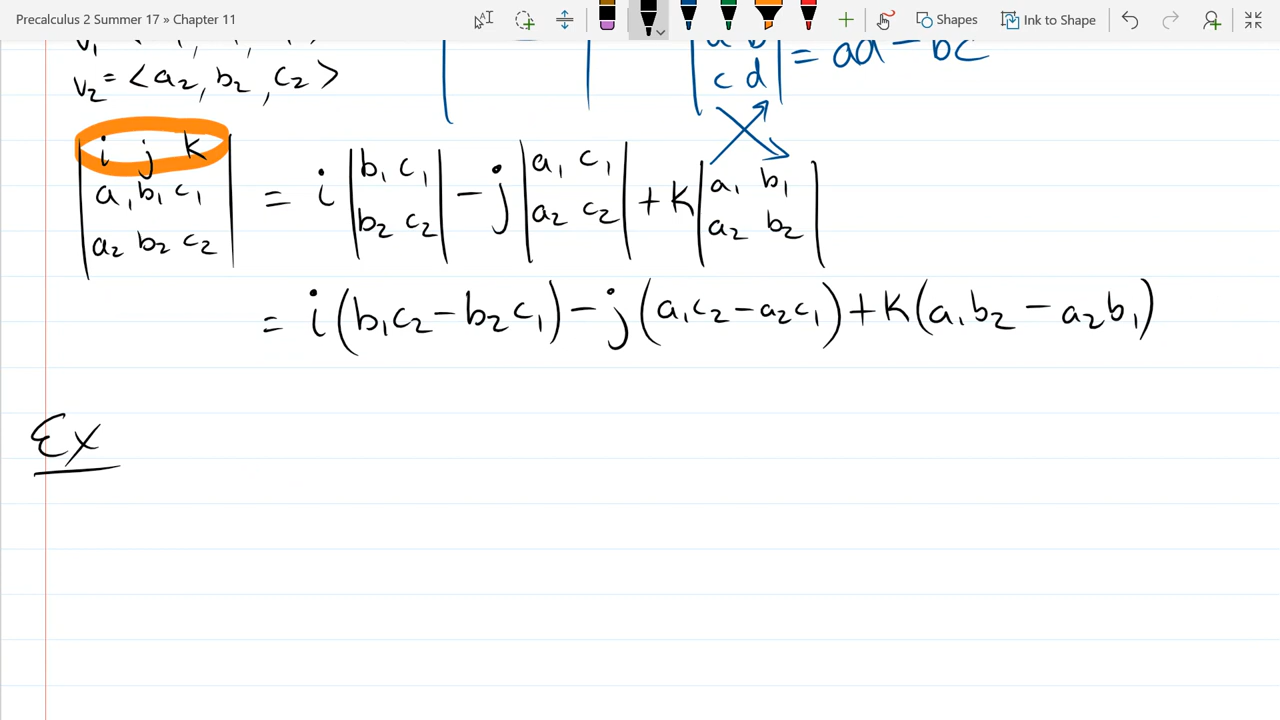 Precalculus 2 Summer 17 » Chapter 11
Shapes
Ink to Shape
v₂ = <a₂, b₂, c₂>
c d = ad - bc
i j k
a₁ b₁ c₁
a₂ b₂ c₂
= i |b₁ c₁| - j |a₁ c₁| + k |a₁ b₁|
|b₂ c₂| |a₂ c₂| |a₂ b₂|
= i(b₁c₂ - b₂c₁) - j(a₁c₂ - a₂c₁) + k(a₁b₂ - a₂b₁)
Ex